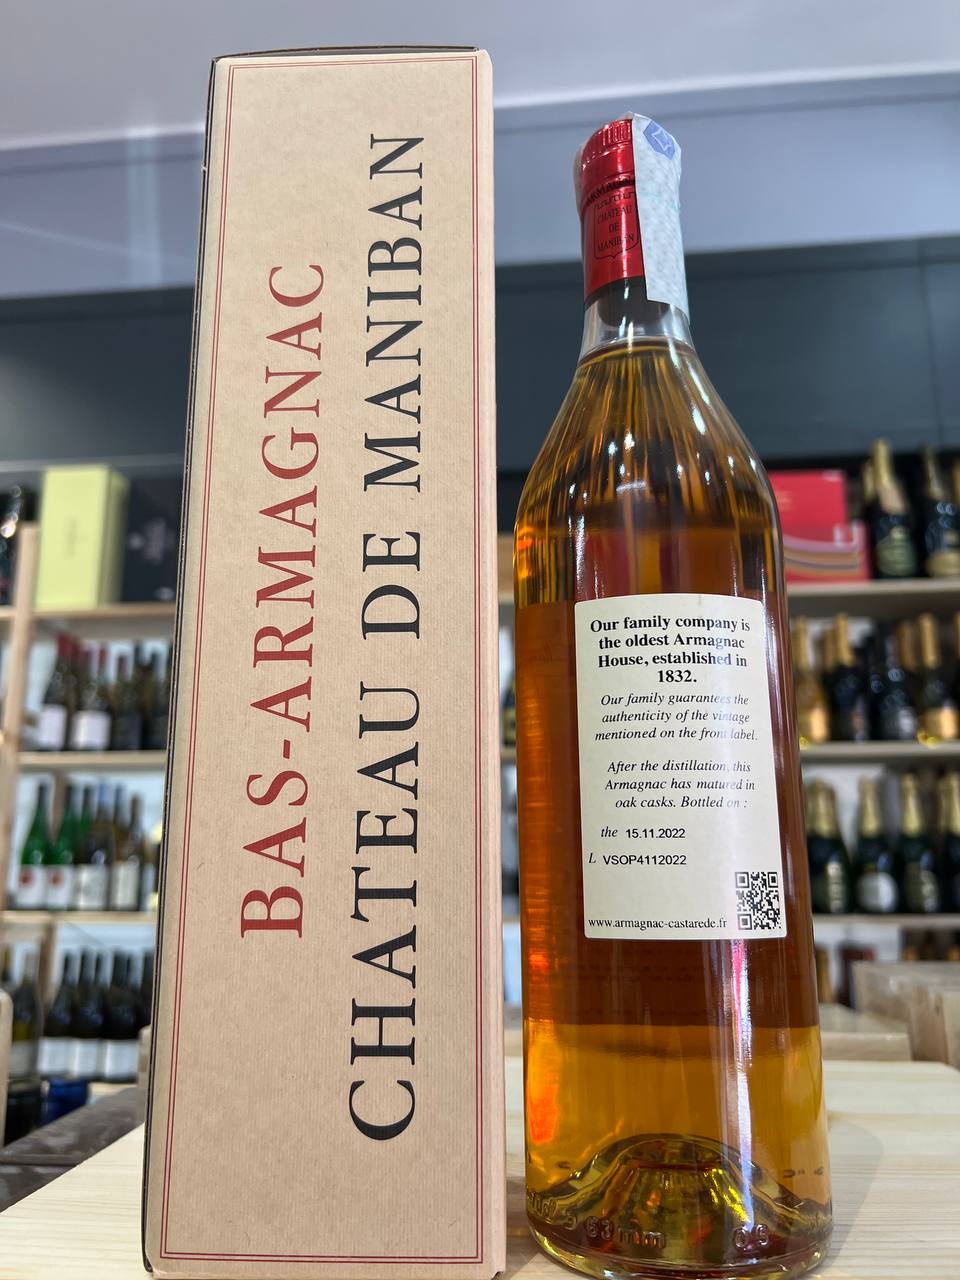 BAS-ARMAGNAC
CHATEAU DE MANIBAN
CHATEAU
DE
MANIBAN
Our family company is
the oldest Armagnac
House, established in
1832.
Our family guarantees the
authenticity of the vintage
mentioned on the front label.
After the distillation, this
Armagnac has matured in
oak casks. Bottled on :
the 15.11.2022
L VSOP4112022
www.armagnac-castarede.fr
63mm